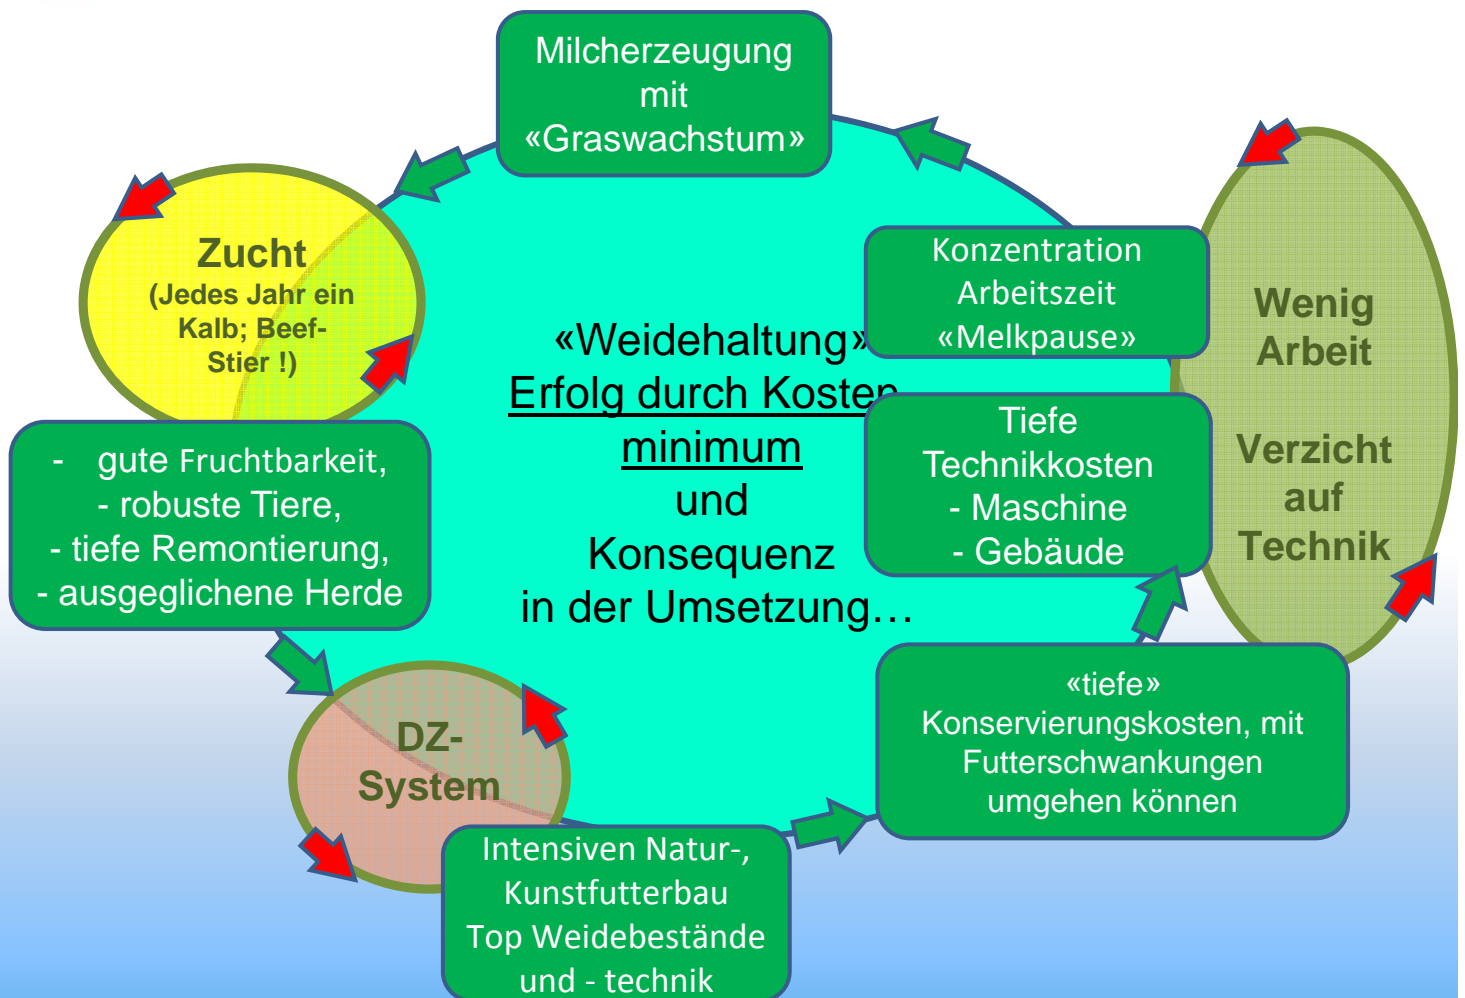 Milcherzeugung
mit
«Graswachstum»
Zucht
(Jedes Jahr ein
Kalb; Beef-
Stier !)
Konzentration
Arbeitszeit
«Melkpause»
Wenig
Arbeit
Verzicht
auf
Technik
«Weidehaltung»
Erfolg durch Kosten
minimum
und
Konsequenz
in der Umsetzung…
Tiefe
Technikkosten
- Maschine
- Gebäude
- gute Fruchtbarkeit,
- robuste Tiere,
- tiefe Remontierung,
- ausgeglichene Herde
«tiefe»
Konservierungskosten, mit
Futterschwankungen
umgehen können
DZ-
System
Intensiven Natur-,
Kunstfutterbau
Top Weidebestände
und - technik